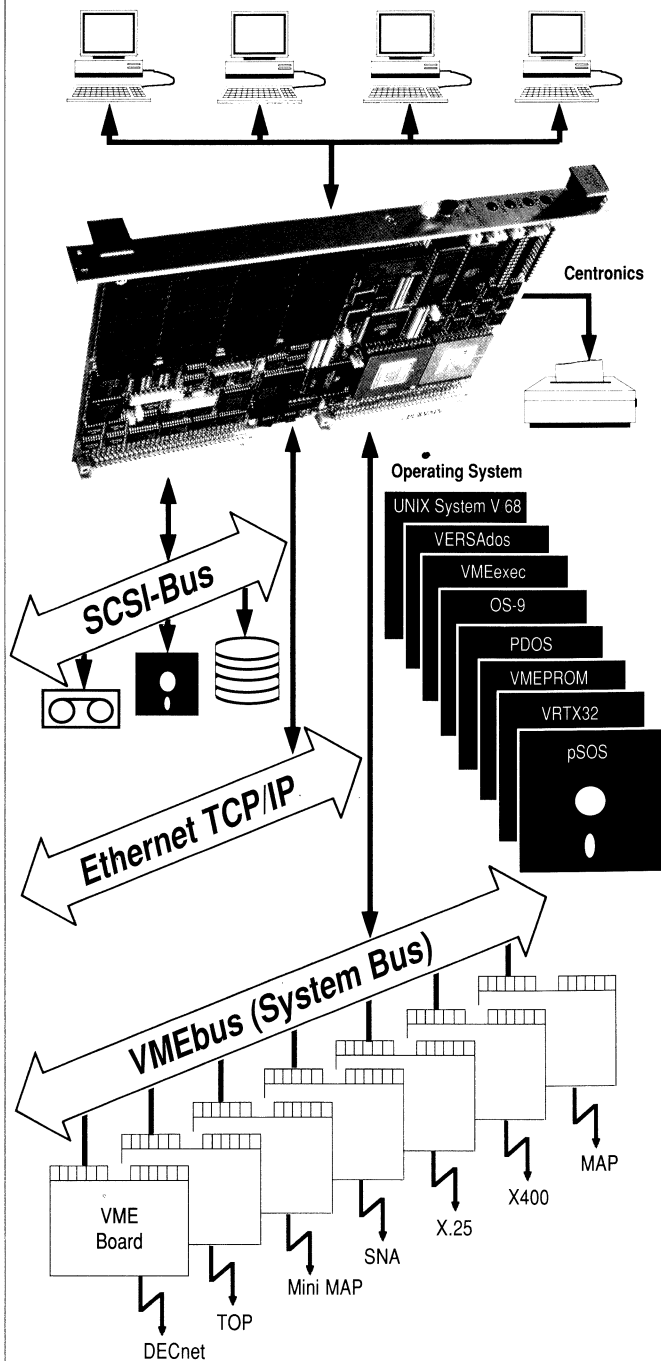 Centronics
Operating System
UNIX System V 68
VERSAdos
VMEexec
OS-9
PDOS
VMEPROM
VRTX32
pSOS
SCSI-Bus
Ethernet TCP/IP
VMEbus (System Bus)
MAP
X400
X.25
SNA
Mini MAP
TOP
DECnet
VME
Board